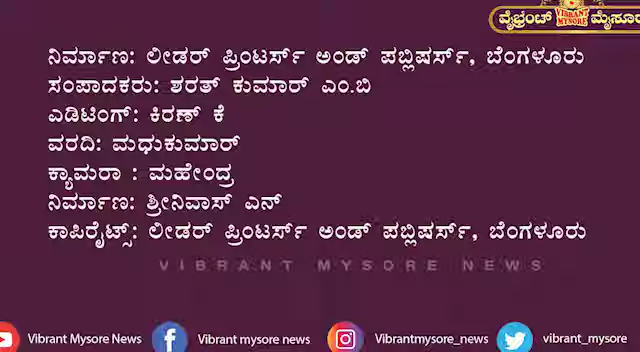 ವೈಬ್ರೆಂಟ್ VIBRANT MYSORE ಮೈಸೂರ
ನಿರ್ಮಾಣ: ಲೀಡರ್ ಪ್ರಿಂಟರ್ಸ್ ಅಂಡ್ ಪಬ್ಲಿಷರ್ಸ್, ಬೆಂಗಳೂರು
ಸಂಪಾದಕರು: ಶರತ್ ಕುಮಾರ್ ಎಂ.ಬಿ
ಎಡಿಟಿಂಗ್: ಕಿರಣ್ ಕೆ
ವರದಿ: ಮಧುಕುಮಾರ್
ಕ್ಯಾಮರಾ : ಮಹೇಂದ್ರ
ನಿರ್ಮಾಣ: ಶ್ರೀನಿವಾಸ್ ಎನ್
ಕಾಪಿರೈಟ್ಸ್: ಲೀಡರ್ ಪ್ರಿಂಟರ್ಸ್ ಅಂಡ್ ಪಬ್ಲಿಷರ್ಸ್, ಬೆಂಗಳೂರು
VIBRANT MYSORE NEWS
Vibrant Mysore News Vibrant mysore news Vibrantmysore_news vibrant_mysore